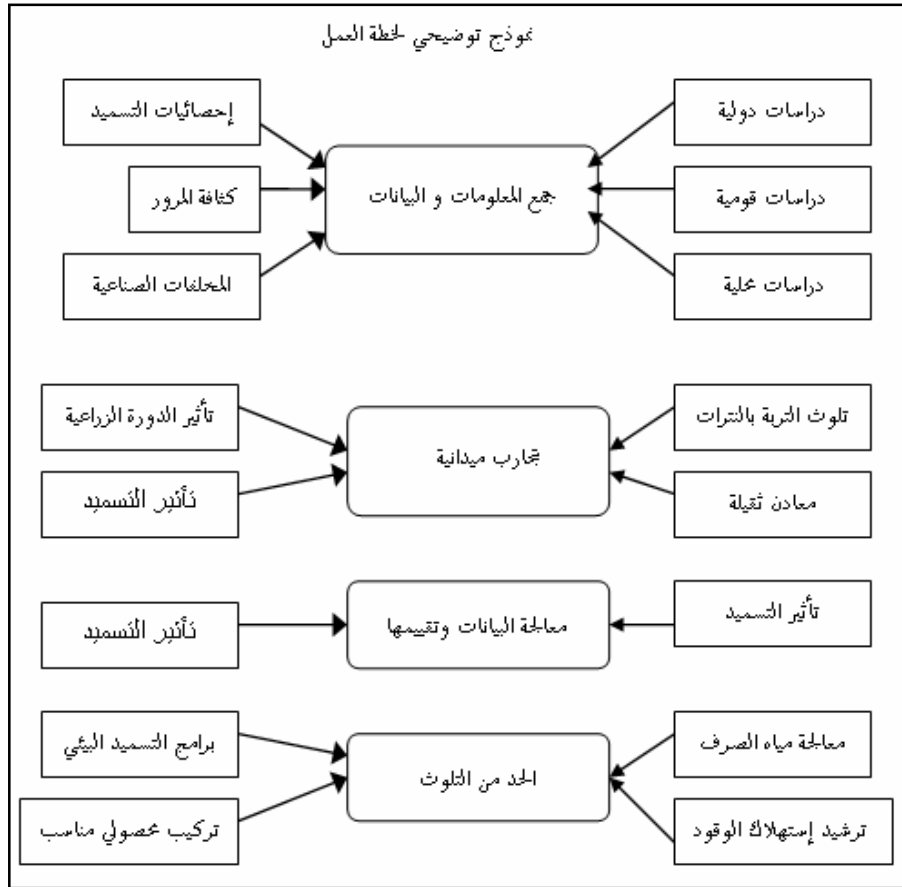 نموذج توضيحي لخطة العمل
دراسات دولية
إحصائيات التسميد
جمع المعلومات و البيانات
دراسات قومية
كثافة المرور
دراسات محلية
المخلفات الصناعية
تلوث التربة بالنترات
تأثير الدورة الزراعية
تجارب ميدانية
معادن ثقيلة
تأثير التسميد
تأثير التسميد
معالجة البيانات وتقييمها
تأثير التسميد
معالجة مياه الصرف
برامج التسميد البيئي
الحد من التلوث
ترشيد إستهلاك الوقود
تركيب محصولي مناسب